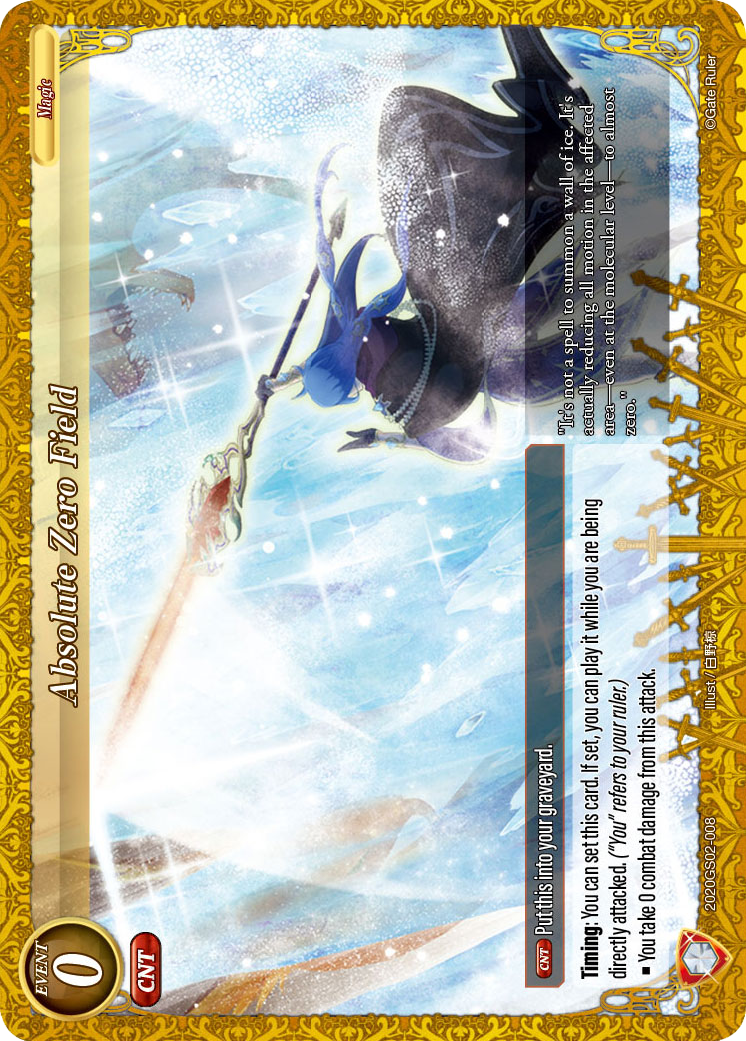 EVENT
0
Absolute Zero Field
Magic
CNT
CNT Put this into your graveyard.
Timing: You can set this card. If set, you can play it while you are being
directly attacked. ("You" refers to your ruler.)
■ You take 0 combat damage from this attack.
"It's not a spell to summon a wall of ice. It's
actually reducing all motion in the affected
area—even at the molecular level—to almost
zero."
2020GS02-008
Illust / 白野椋
©Gate Ruler